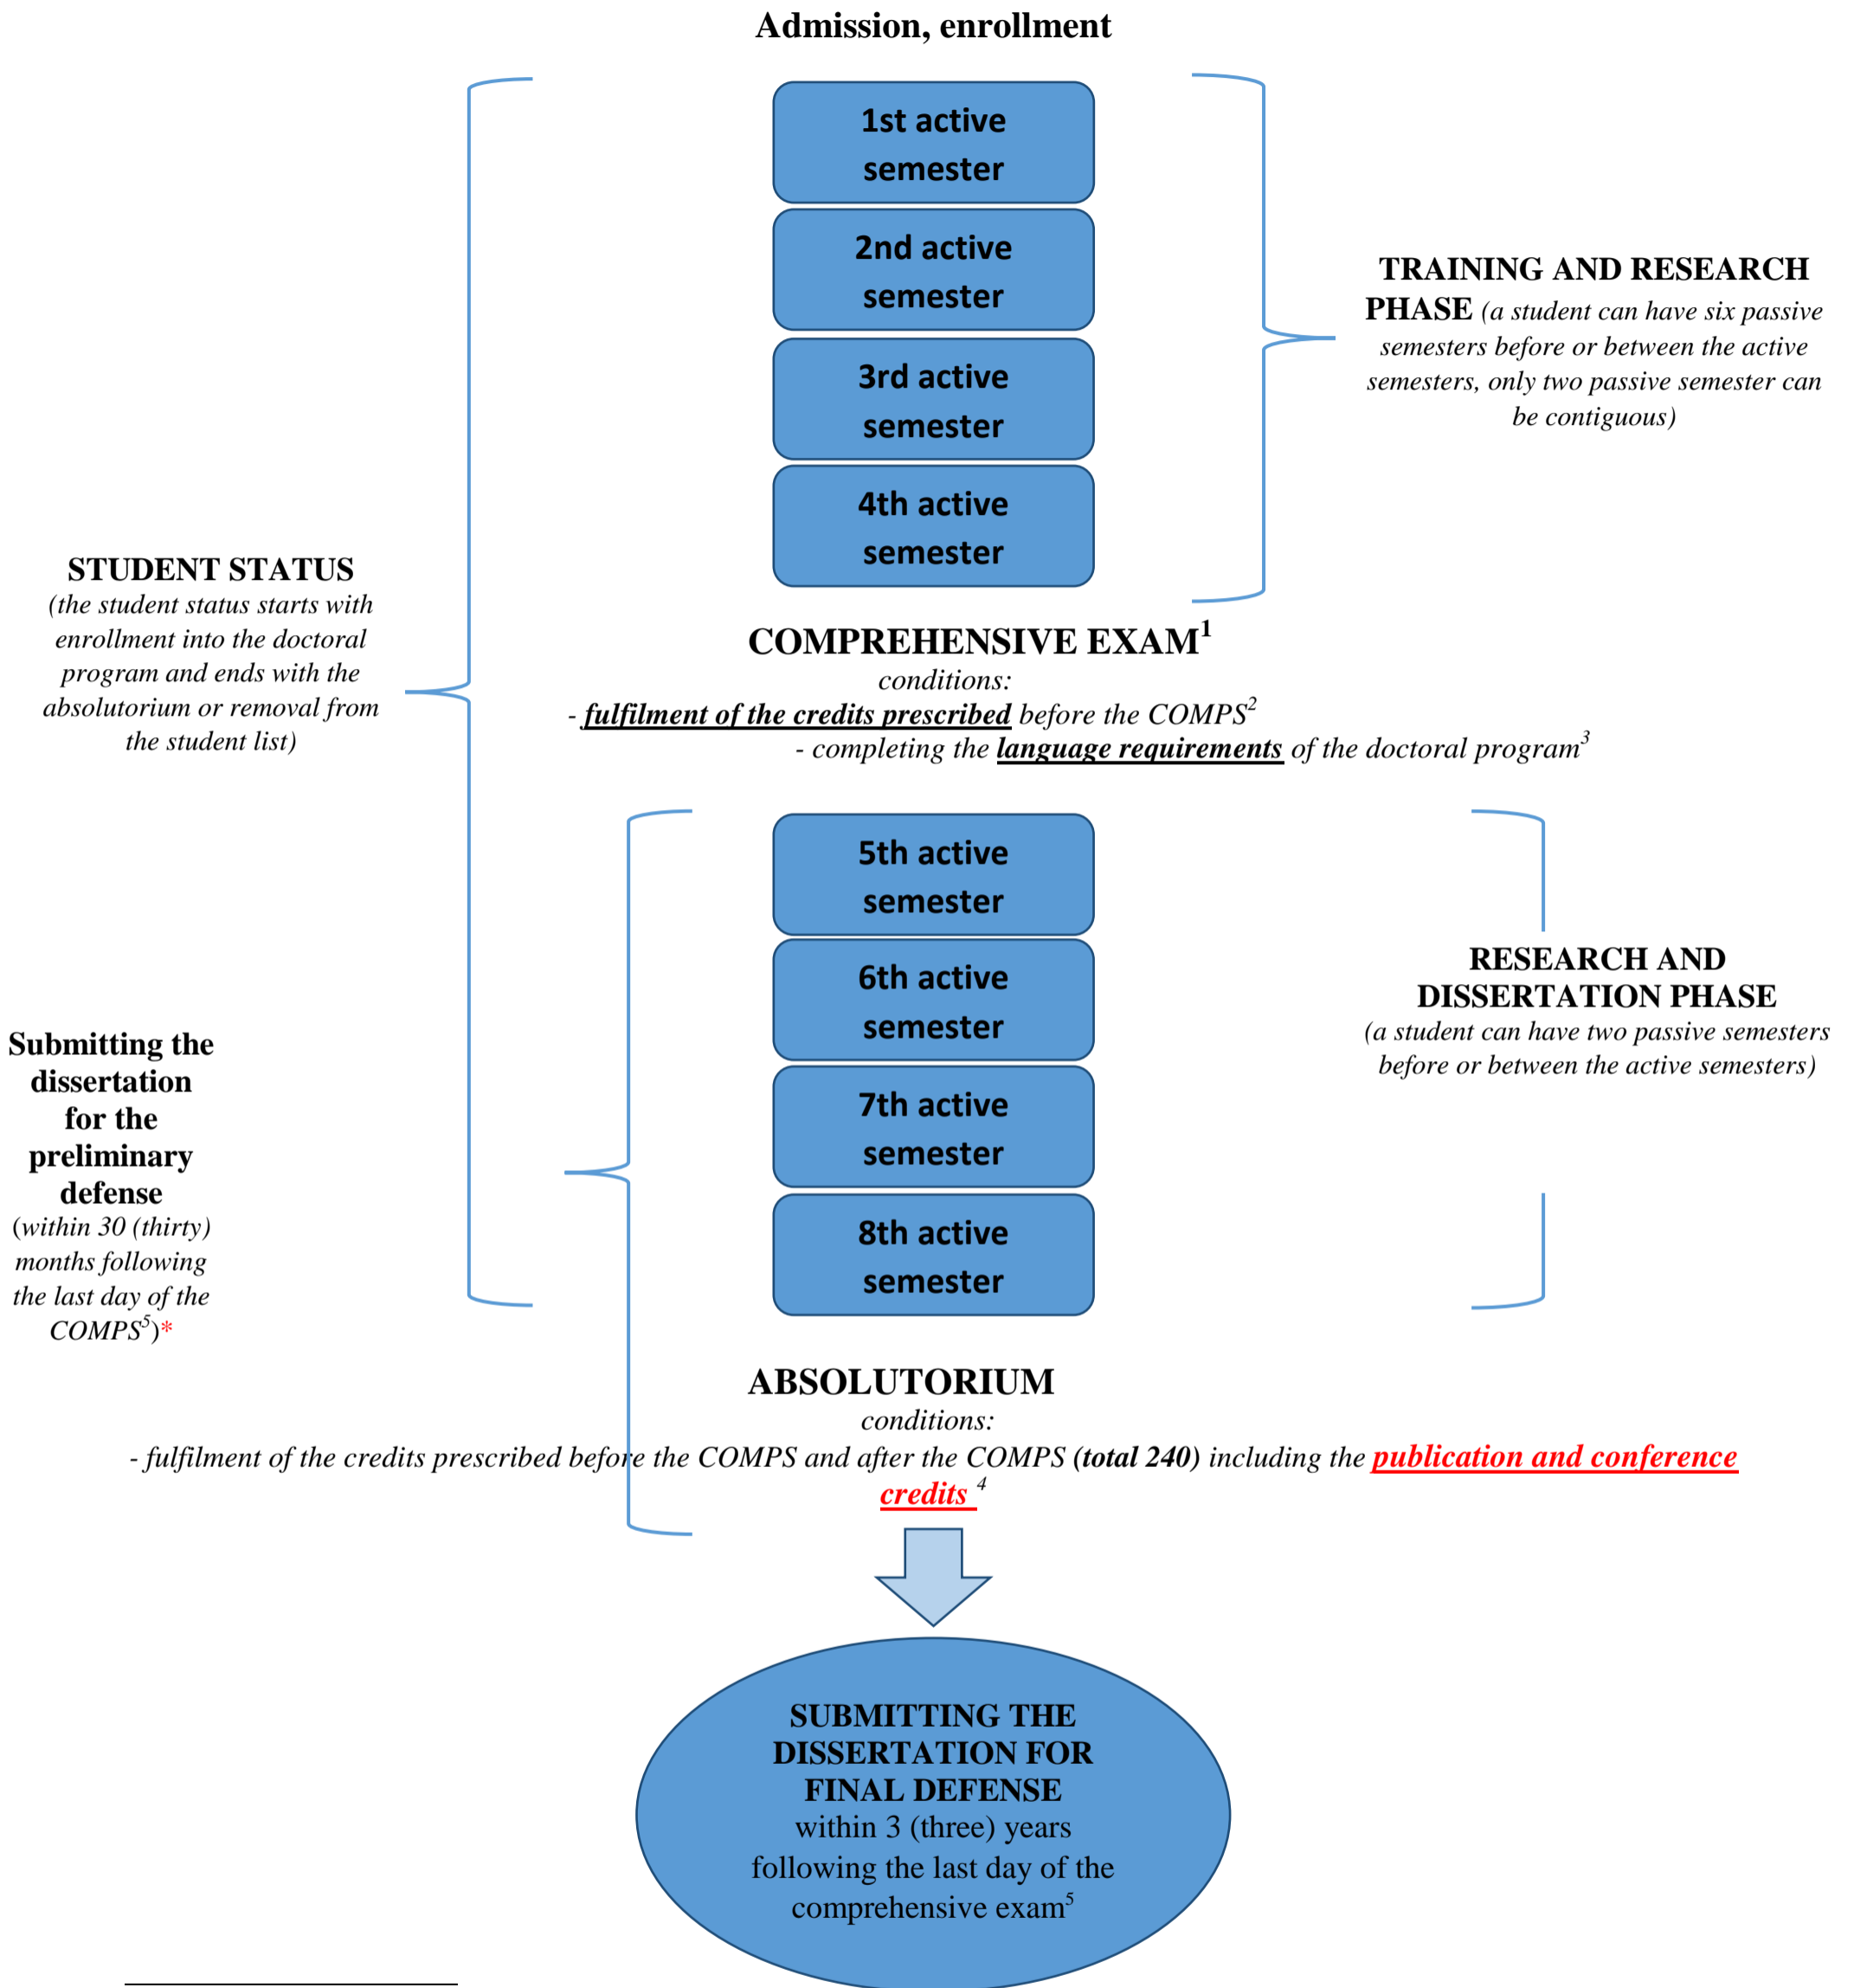 Admission, enrollment
1st active
semester
2nd active
semester
3rd active
semester
4th active
semester
TRAINING AND RESEARCH
PHASE (a student can have six passive
semesters before or between the active
semesters, only two passive semester can
be contiguous)
STUDENT STATUS
(the student status starts with
enrollment into the doctoral
program and ends with the
absolutorium or removal from
the student list)
COMPREHENSIVE EXAM1
conditions:
- fulfilment of the credits prescribed before the COMPS2
- completing the language requirements of the doctoral program3
5th active
semester
6th active
semester
7th active
semester
8th active
semester
RESEARCH AND
DISSERTATION PHASE
(a student can have two passive semesters
before or between the active semesters)
Submitting the
dissertation
for the
preliminary
defense
(within 30 (thirty)
months following
the last day of the
COMPS5)*
ABSOLUTORIUM
conditions:
- fulfilment of the credits prescribed before the COMPS and after the COMPS (total 240) including the publication and conference
credits 4
SUBMITTING THE
DISSERTATION FOR
FINAL DEFENSE
within 3 (three) years
following the last day of the
comprehensive exam5